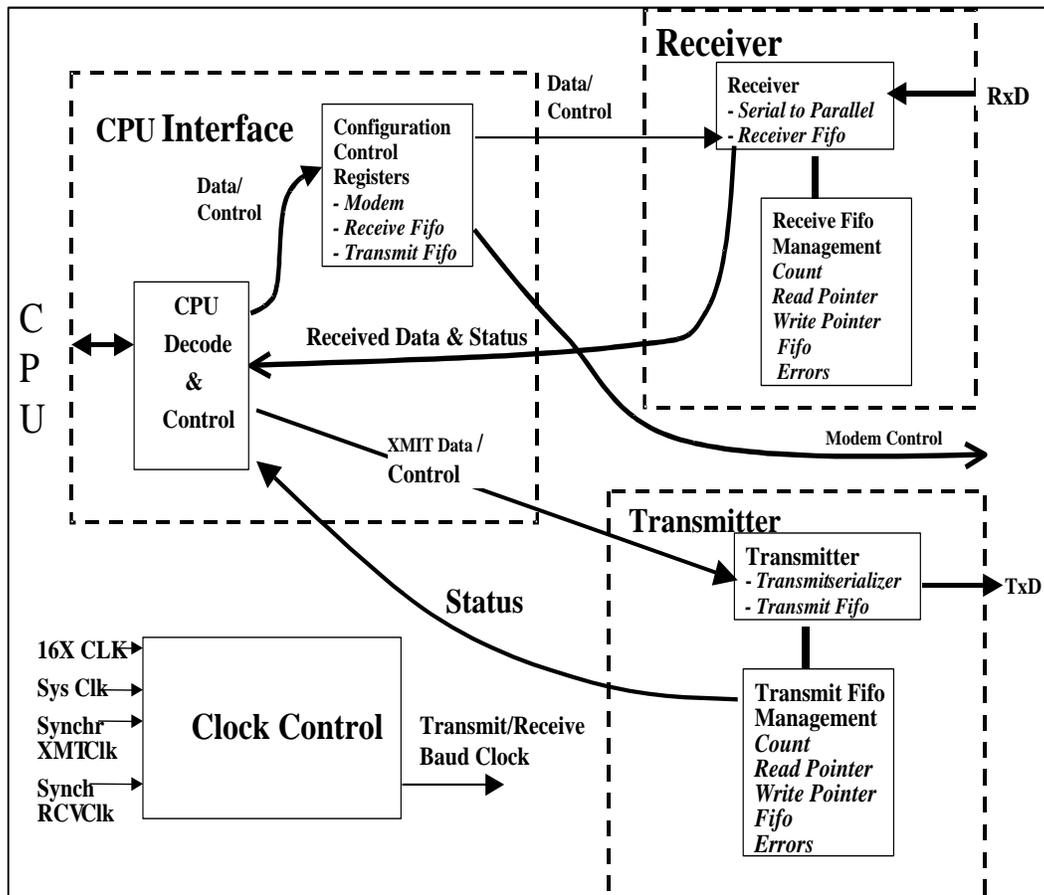 Receiver
Receiver
- Serial to Parallel
- Receiver Fifo
RxD
Receive Fifo
Management
Count
Read Pointer
Write Pointer
Fifo
Errors
Data/
Control
CPU Interface
Configuration
Control
Registers
- Modem
- Receive Fifo
- Transmit Fifo
Data/
Control
C
P
U
CPU
Decode
&
Control
Received Data & Status
XMIT Data /
Control
Modem Control
Transmitter
Transmitter
- Transmitserializer
- Transmit Fifo
TxD
Status
Transmit Fifo
Management
Count
Read Pointer
Write Pointer
Fifo
Errors
16X CLK
Sys Clk
Synchr
XMTClk
Synch
RCVClk
Clock Control
Transmit/Receive
Baud Clock